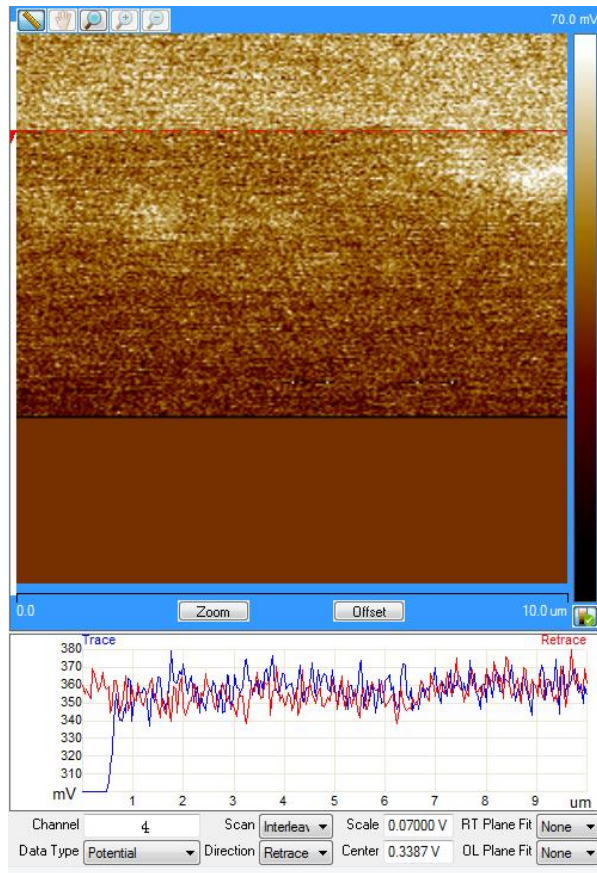 70.0 mV
0.0 Zoom Offset 10.0 um
Trace Retrace
380
370
360
350
340
330
320
310
mV 1 2 3 4 5 6 7 8 9 um
Channel 4 Scan Interleav Scale 0.07000 V RT Plane Fit None
Data Type Potential Direction Retrace Center 0.3387 V OL Plane Fit None